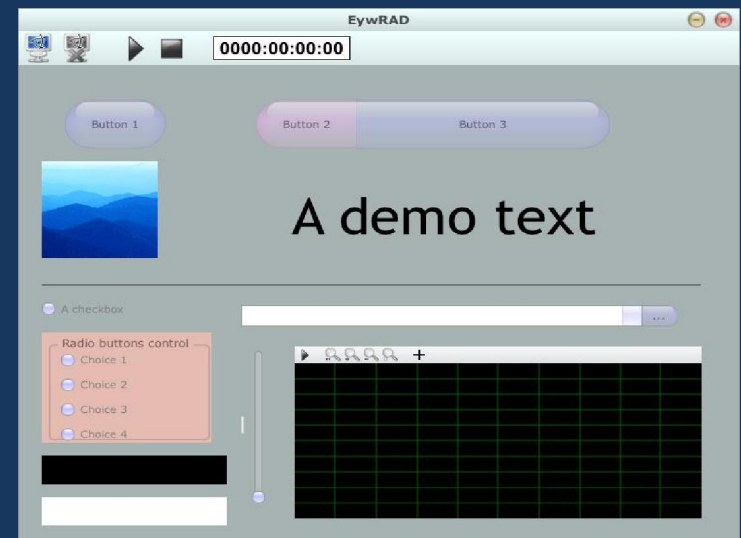 EywRAD
0000:00:00:00
Button 1
Button 2
Button 3
A demo text
A checkbox
...
Radio buttons control
Choice 1
Choice 2
Choice 3
Choice 4